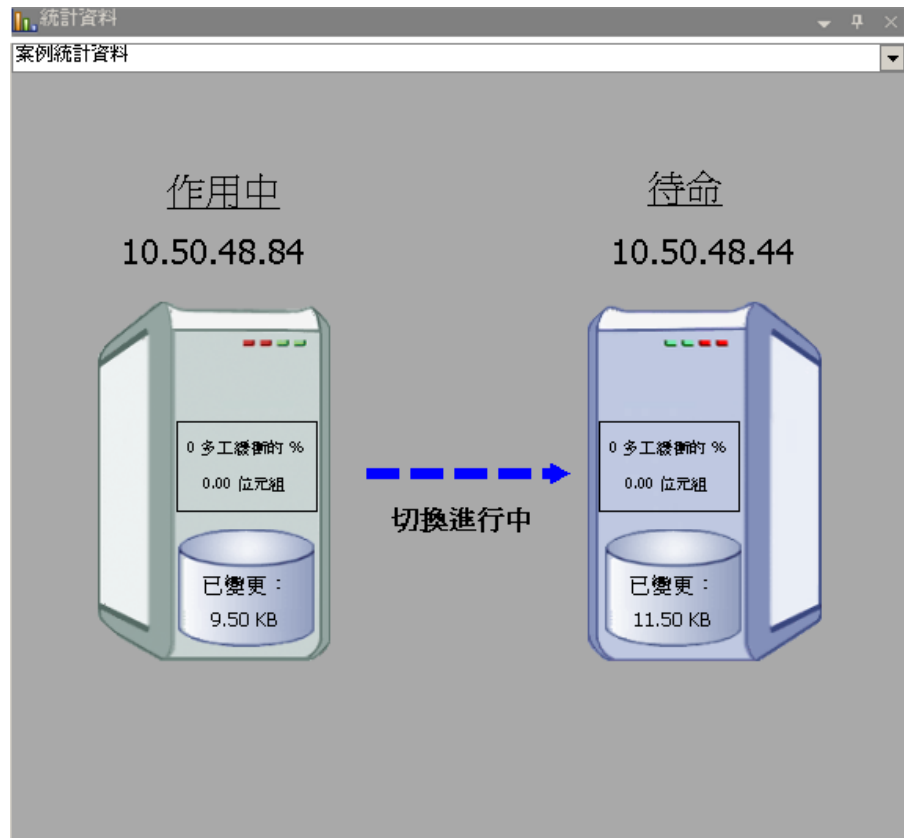 統計資料
案例統計資料
作用中
待命
10.50.48.84
10.50.48.44
0 多工緩衝的 %
0.00 位元組
0 多工緩衝的 %
0.00 位元組
切換進行中
已變更：
9.50 KB
已變更：
11.50 KB